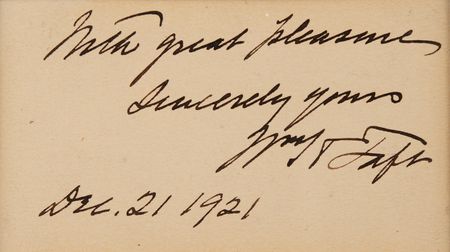 With great pleasure
Sincerely yours
Wm H Taft
Dec. 21 1921